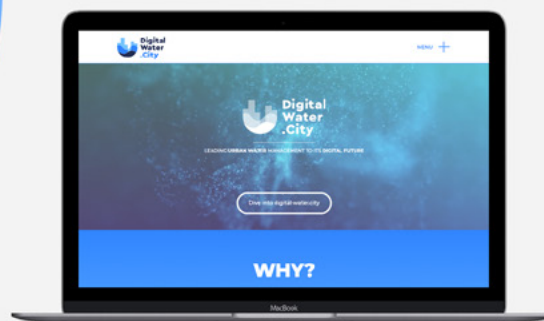 Digital
Water
.City
MENU
Digital
Water
.City
LEADING URBAN WATER MANAGEMENT TO ITS DIGITAL FUTURE
Dive into digital-water.city
WHY?
MacBook